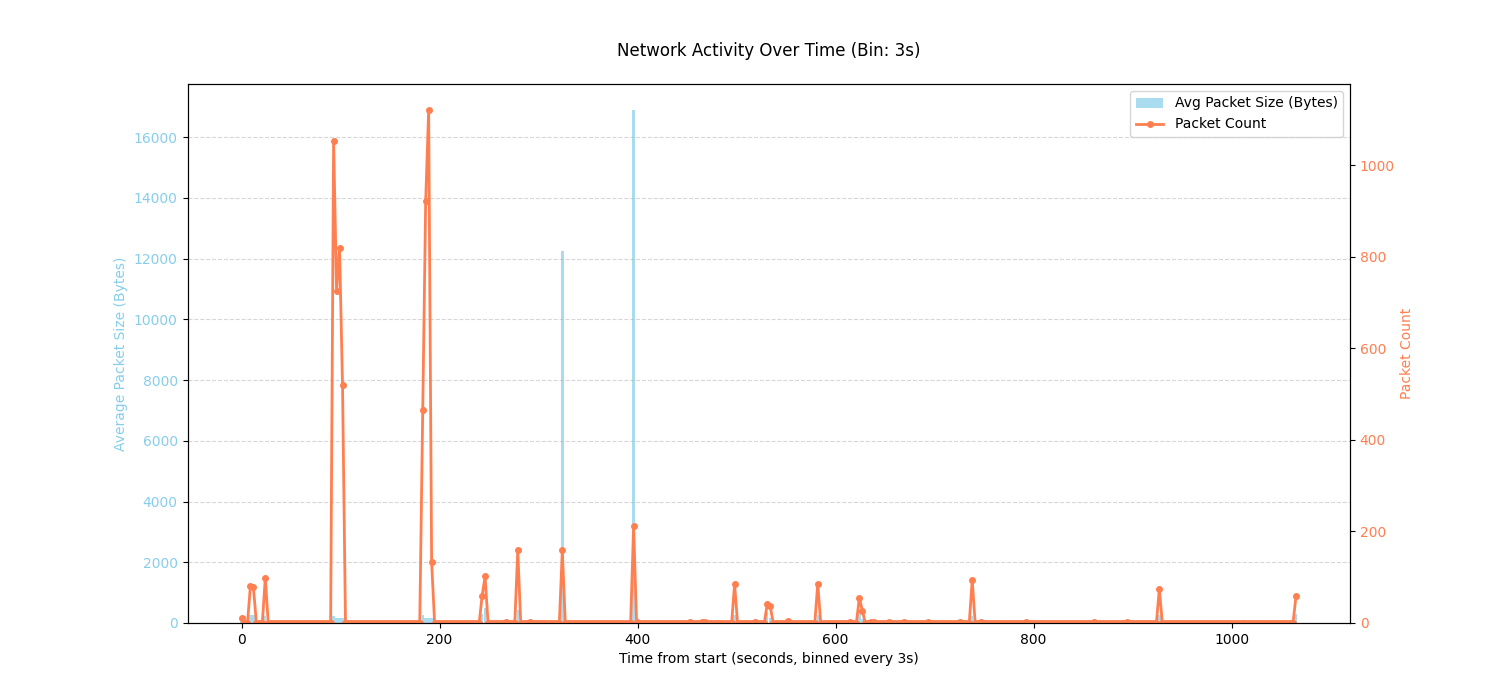 Network Activity Over Time (Bin: 3s)
Avg Packet Size (Bytes)
Packet Count
16000
14000
12000
10000
8000
6000
4000
2000
0
Average Packet Size (Bytes)
1000
800
600
400
200
0
Packet Count
0 200 400 600 800 1000
Time from start (seconds, binned every 3s)